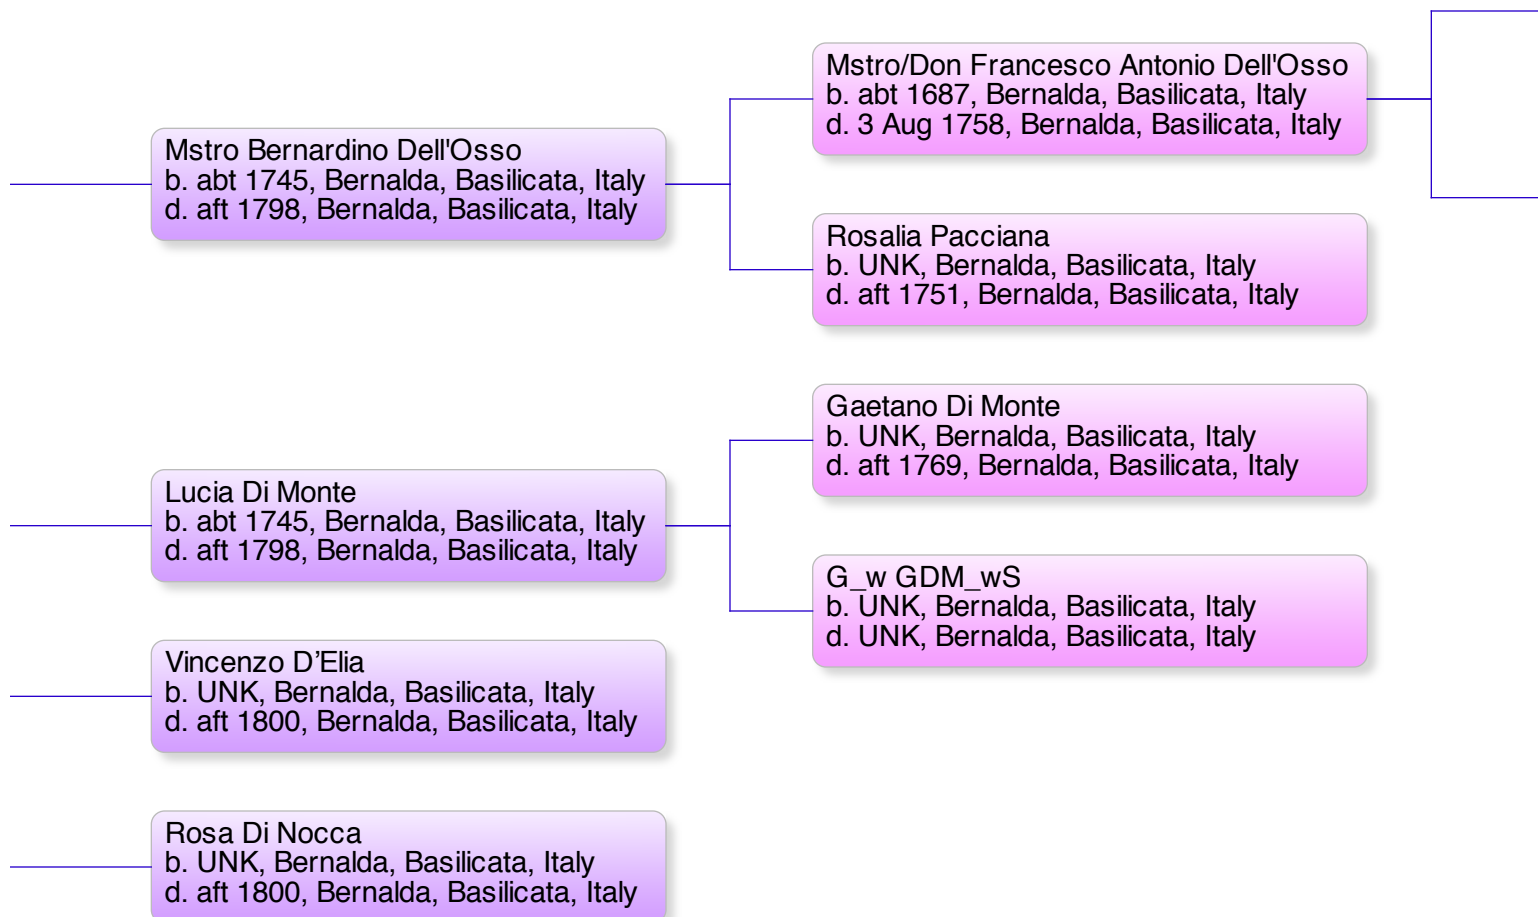 Mstro/Don Francesco Antonio Dell'Osso
b. abt 1687, Bernalda, Basilicata, Italy
d. 3 Aug 1758, Bernalda, Basilicata, Italy
Mstro Bernardino Dell'Osso
b. abt 1745, Bernalda, Basilicata, Italy
d. aft 1798, Bernalda, Basilicata, Italy
Rosalia Pacciana
b. UNK, Bernalda, Basilicata, Italy
d. aft 1751, Bernalda, Basilicata, Italy
Gaetano Di Monte
b. UNK, Bernalda, Basilicata, Italy
d. aft 1769, Bernalda, Basilicata, Italy
Lucia Di Monte
b. abt 1745, Bernalda, Basilicata, Italy
d. aft 1798, Bernalda, Basilicata, Italy
G_w GDM_wS
b. UNK, Bernalda, Basilicata, Italy
d. UNK, Bernalda, Basilicata, Italy
Vincenzo D’Elia
b. UNK, Bernalda, Basilicata, Italy
d. aft 1800, Bernalda, Basilicata, Italy
Rosa Di Nocca
b. UNK, Bernalda, Basilicata, Italy
d. aft 1800, Bernalda, Basilicata, Italy